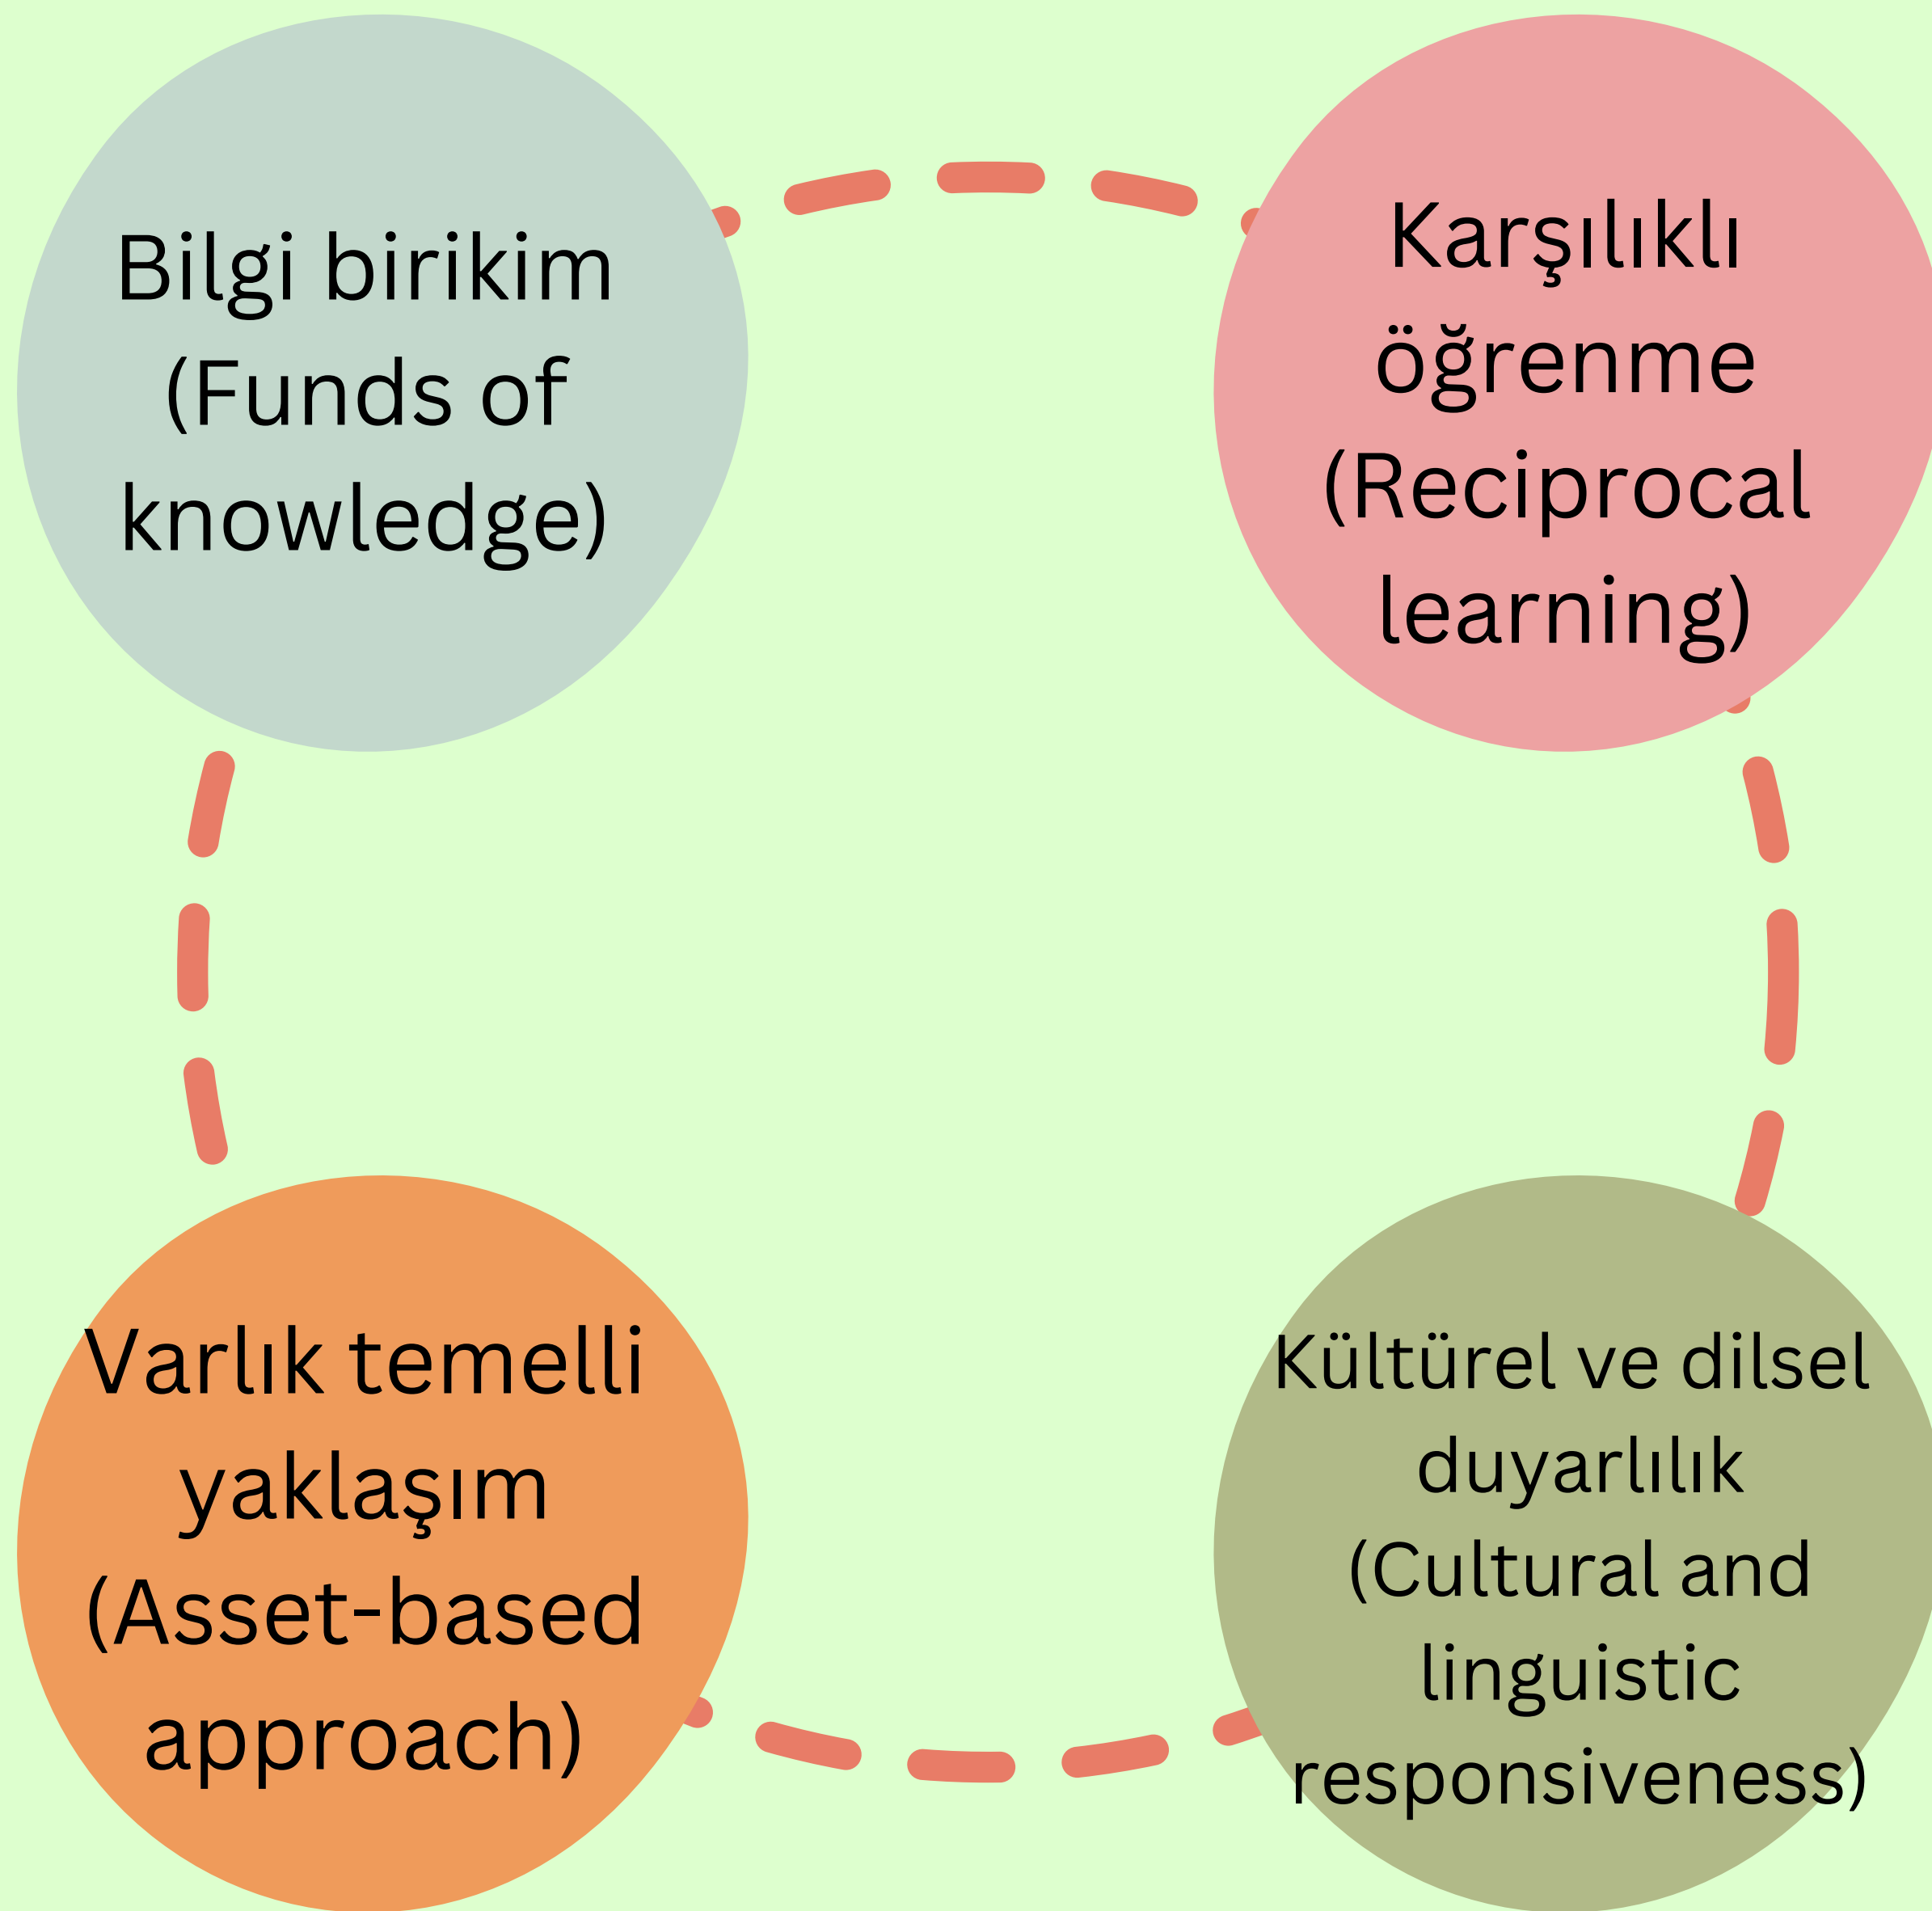 Bilgi birikim
(Funds of
knowledge)
Karşılıklı
öğrenme
(Reciprocal
learning)
Varlık temelli
yaklaşım
(Asset-based
approach)
Kültürel ve dilsel
duyarlılık
(Cultural and
linguistic
responsiveness)